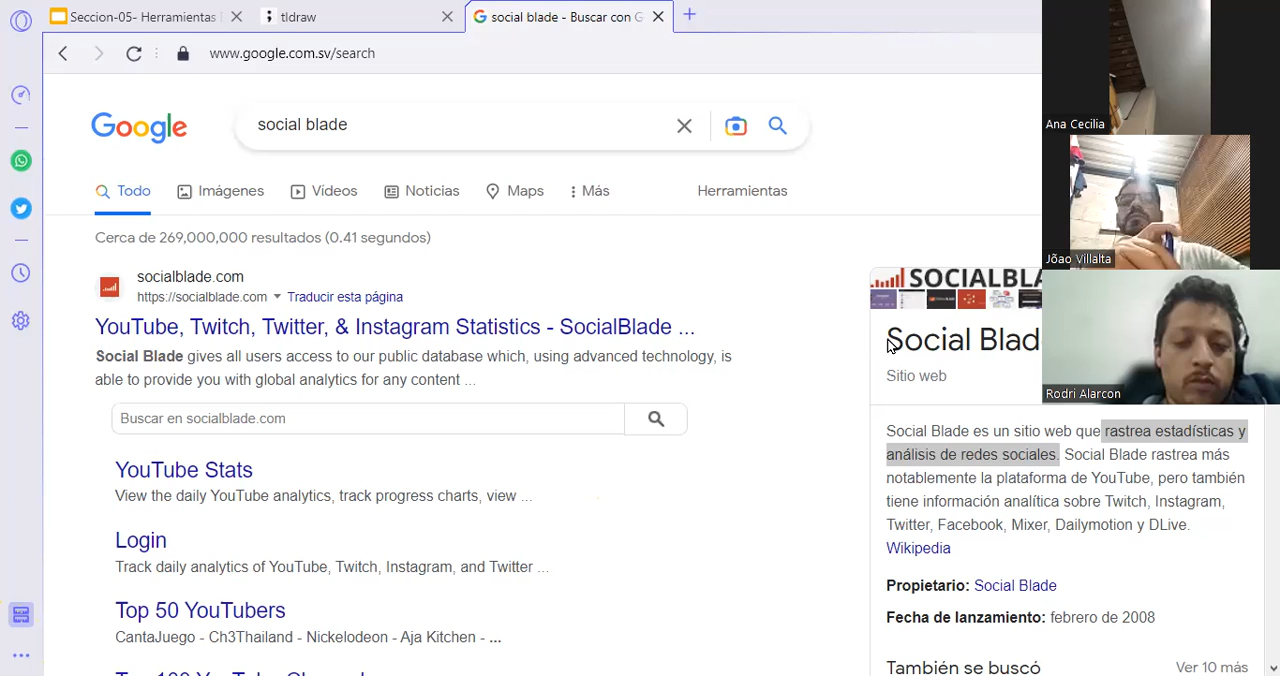 Seccion-05- Herramientas
tldraw
social blade - Buscar con G
www.google.com.sv/search
Google
social blade
Todo
Imágenes
Videos
Noticias
Maps
Más
Herramientas
Cerca de 269,000,000 resultados (0.41 segundos)
socialblade.com
https://socialblade.com
Traducir esta página
YouTube, Twitch, Twitter, & Instagram Statistics - SocialBlade ...
Social Blade gives all users access to our public database which, using advanced technology, is
able to provide you with global analytics for any content ...
Buscar en socialblade.com
YouTube Stats
View the daily YouTube analytics, track progress charts, view ...
Login
Track daily analytics of YouTube, Twitch, Instagram, and Twitter ...
Top 50 YouTubers
CantaJuego - Ch3Thailand - Nickelodeon - Aja Kitchen - ...
SOCIALBLA
Social Blad
Sitio web
Social Blade es un sitio web que rastrea estadísticas y
análisis de redes sociales. Social Blade rastrea más
notablemente la plataforma de YouTube, pero también
tiene información analítica sobre Twitch, Instagram,
Twitter, Facebook, Mixer, Dailymotion y DLive.
Wikipedia
Propietario: Social Blade
Fecha de lanzamiento: febrero de 2008
También se buscó
Ver 10 más
Ana Cecilia
Jõao Villalta
Rodri Alarcon